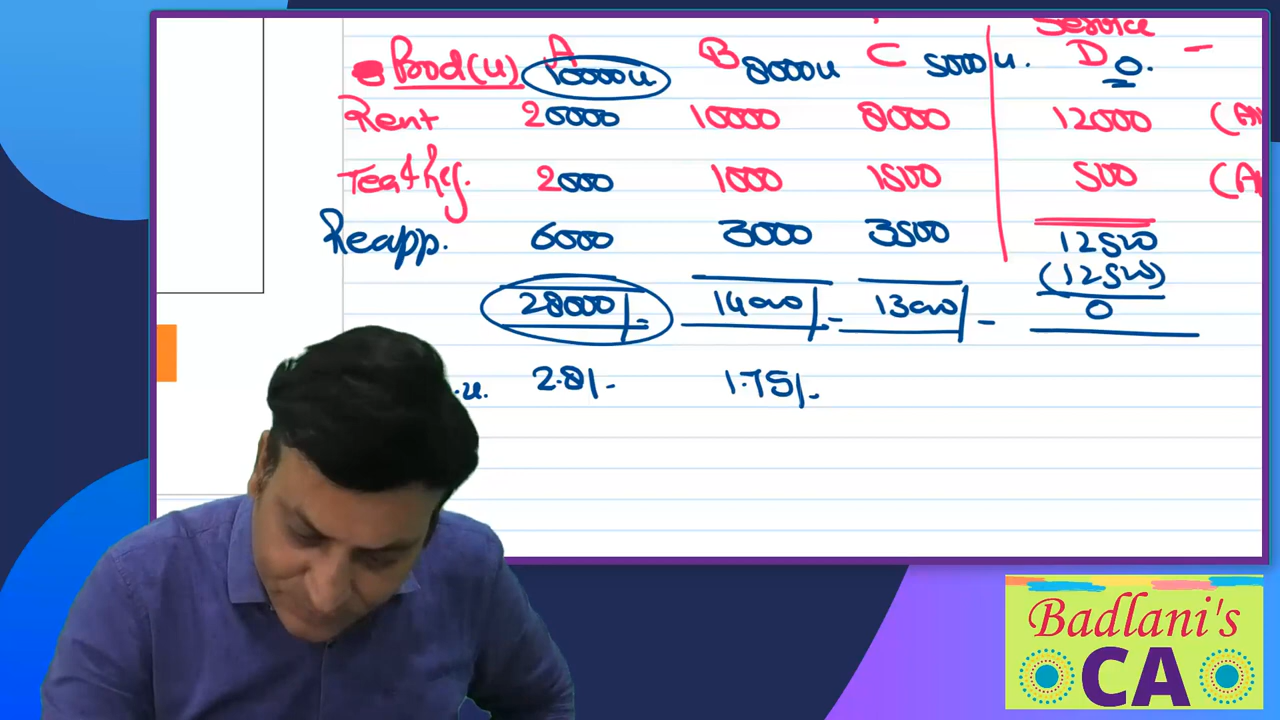 Service
Prod(u) A 10000u B 8000u C 5000u. D 0.
Rent 20000 10000 8000 12000
Tea & Ref. 2000 1000 1500 500
Reapp. 6000 3000 3500 12500
(12500)
28000/= 14000/= 13000/- 0
.u. 2.8/- 1.75/-
Badlani's
CA